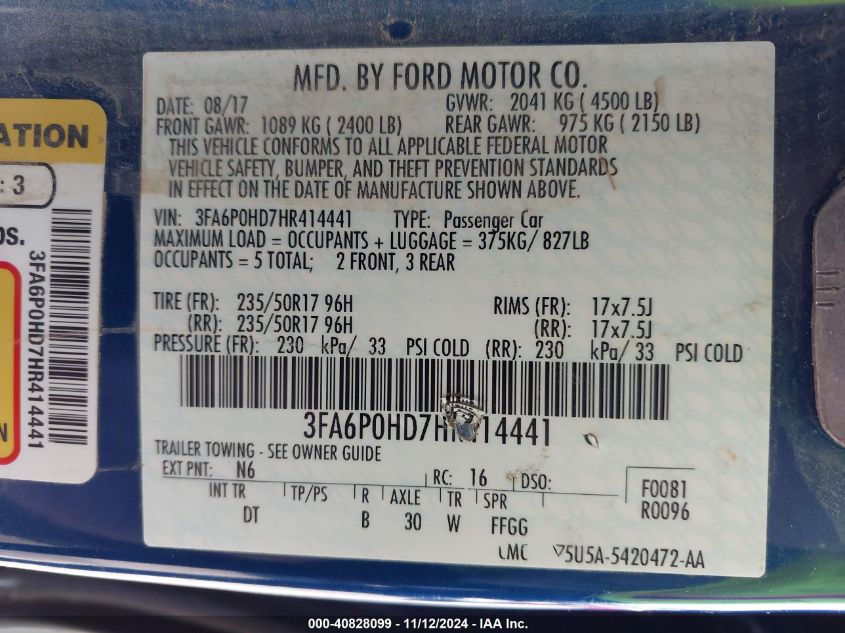 MFD. BY FORD MOTOR CO.
DATE: 08/17 GVWR: 2041 KG ( 4500 LB)
FRONT GAWR: 1089 KG ( 2400 LB) REAR GAWR: 975 KG ( 2150 LB)
THIS VEHICLE CONFORMS TO ALL APPLICABLE FEDERAL MOTOR
VEHICLE SAFETY, BUMPER, AND THEFT PREVENTION STANDARDS
IN EFFECT ON THE DATE OF MANUFACTURE SHOWN ABOVE.
VIN: 3FA6P0HD7HR414441 TYPE: Passenger Car
MAXIMUM LOAD = OCCUPANTS + LUGGAGE = 375KG/ 827LB
OCCUPANTS = 5 TOTAL; 2 FRONT, 3 REAR
TIRE (FR): 235/50R17 96H RIMS (FR): 17x7.5J
(RR): 235/50R17 96H (RR): 17x7.5J
PRESSURE (FR): 230 kPa/ 33 PSI COLD (RR): 230 kPa/ 33 PSI COLD
3FA6P0HD7HR414441
TRAILER TOWING - SEE OWNER GUIDE
EXT PNT: N6 RC: 16 DSO:
INT TR TP/PS R AXLE TR SPR
DT B 30 W FFGG
F0081
R0096
LMC ▽5U5A-5420472-AA
ATION
: 3
OS.
3FA6P0HD7HR414441
N
000-40828099 - 11/12/2024 - IAA Inc.